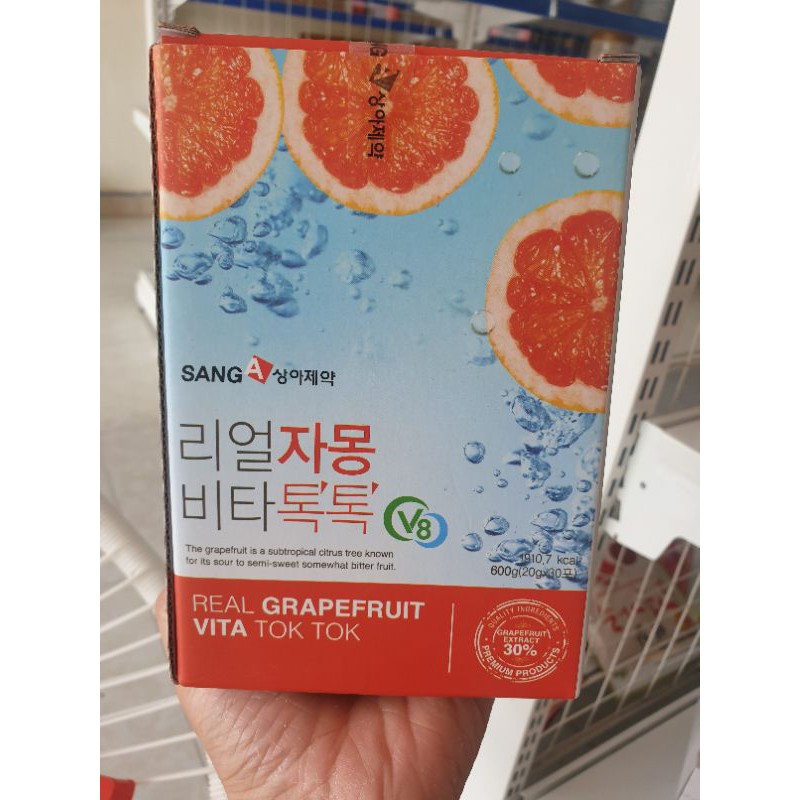 G A 상아제약
SANG A 상아제약
리얼자몽
비타톡톡
V8
The grapefruit is a subtropical citrus tree known
for its sour to semi-sweet somewhat bitter fruit.
1910.7 kcal
600g(20g×30포)
REAL GRAPEFRUIT
VITA TOK TOK
QUALITY INGREDIENTS
GRAPEFRUIT
EXTRACT
30%
PREMIUM PRODUCTS